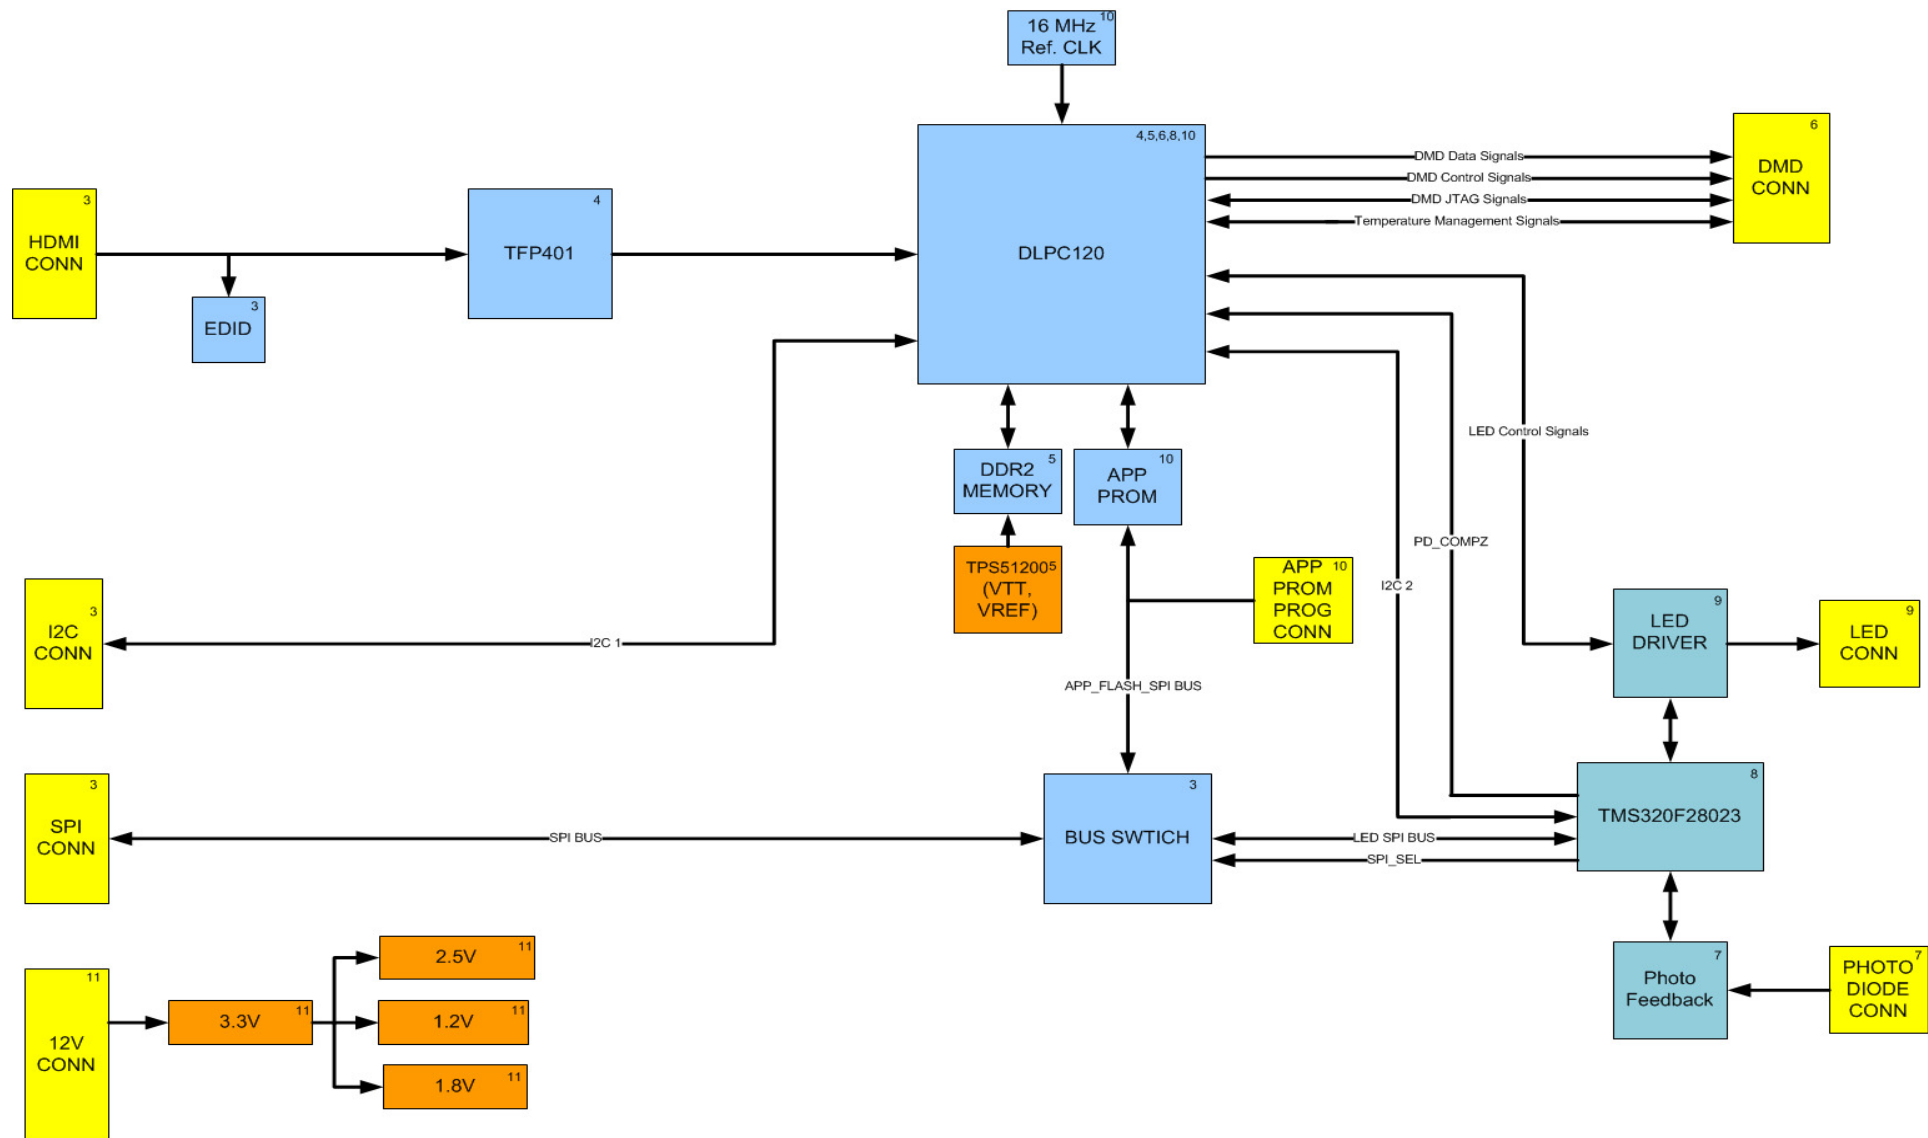 10
16 MHz
Ref. CLK
4,5,6,8,10
DLPC120
DMD Data Signals
DMD Control Signals
DMD JTAG Signals
Temperature Management Signals
6
DMD
CONN
3
HDMI
CONN
4
TFP401
3
EDID
LED Control Signals
5
DDR2
MEMORY
10
APP
PROM
PD_COMPZ
TPS51200
5
(VTT,
VREF)
APP
10
PROM
PROG
CONN
I2C 2
3
I2C
CONN
I2C 1
9
LED
DRIVER
9
LED
CONN
APP_FLASH_SPI BUS
3
SPI
CONN
SPI BUS
3
BUS SWTICH
LED SPI BUS
SPI_SEL
8
TMS320F28023
11
12V
CONN
11
3.3V
11
2.5V
11
1.2V
11
1.8V
7
Photo
Feedback
7
PHOTO
DIODE
CONN